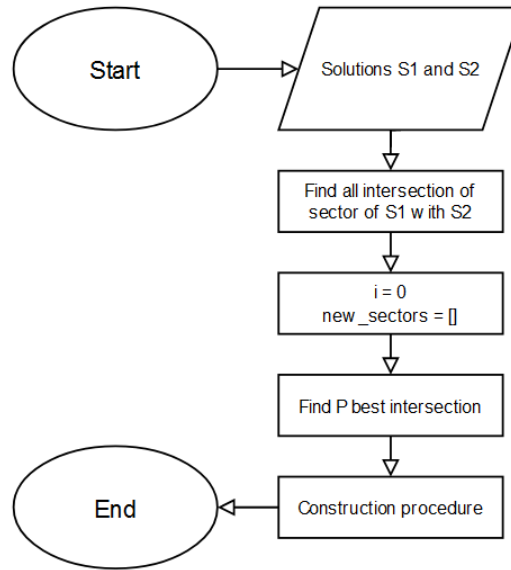 Start
Solutions S1 and S2
Find all intersection of
sector of S1 with S2
i = 0
new_sectors = []
Find P best intersection
Construction procedure
End